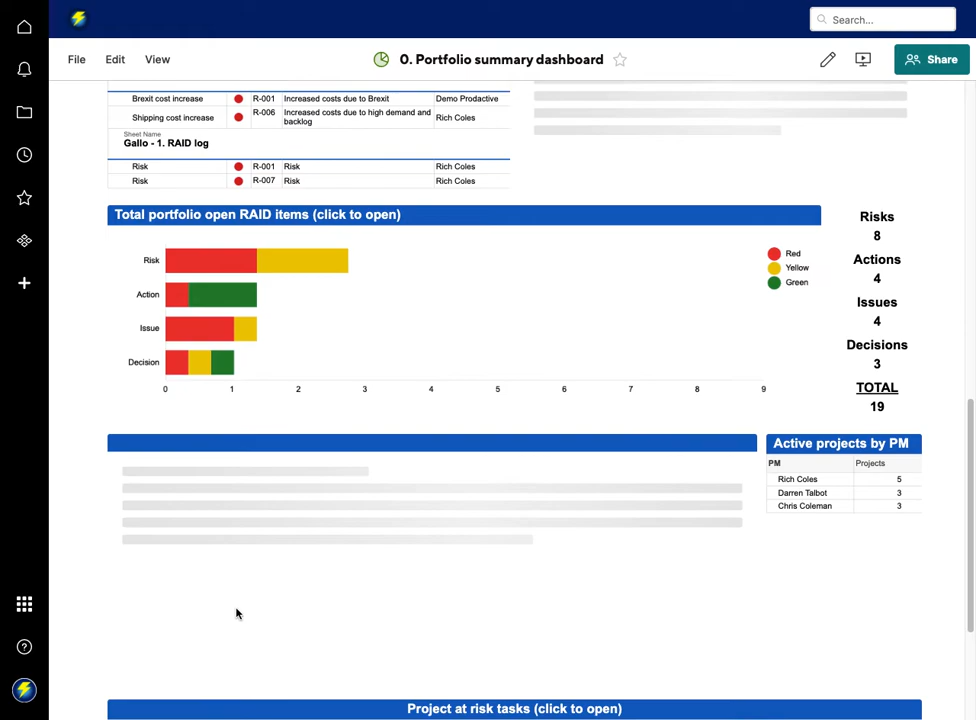 Search...
File Edit View
0. Portfolio summary dashboard
Share
Brexit cost increase R-001 Increased costs due to Brexit Demo Prodactive
Shipping cost increase R-006 Increased costs due to high demand and backlog Rich Coles
Sheet Name
Gallo - 1. RAID log
Risk R-001 Risk Rich Coles
Risk R-007 Risk Rich Coles
Total portfolio open RAID items (click to open)
Risk
Action
Issue
Decision
0 1 2 3 4 5 6 7 8 9
Red
Yellow
Green
Risks
8
Actions
4
Issues
4
Decisions
3
TOTAL
19
Active projects by PM
PM Projects
Rich Coles 5
Darren Talbot 3
Chris Coleman 3
Project at risk tasks (click to open)